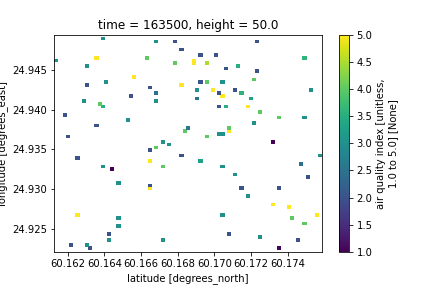 time = 163500, height = 50.0
24.945
24.940
24.935
24.930
24.925
longitude [degrees_east]
60.162 60.164 60.166 60.168 60.170 60.172 60.174
latitude [degrees_north]
5.0
4.5
4.0
3.5
3.0
2.5
2.0
1.5
1.0
air quality index [unitless,
1.0 to 5.0] [None]